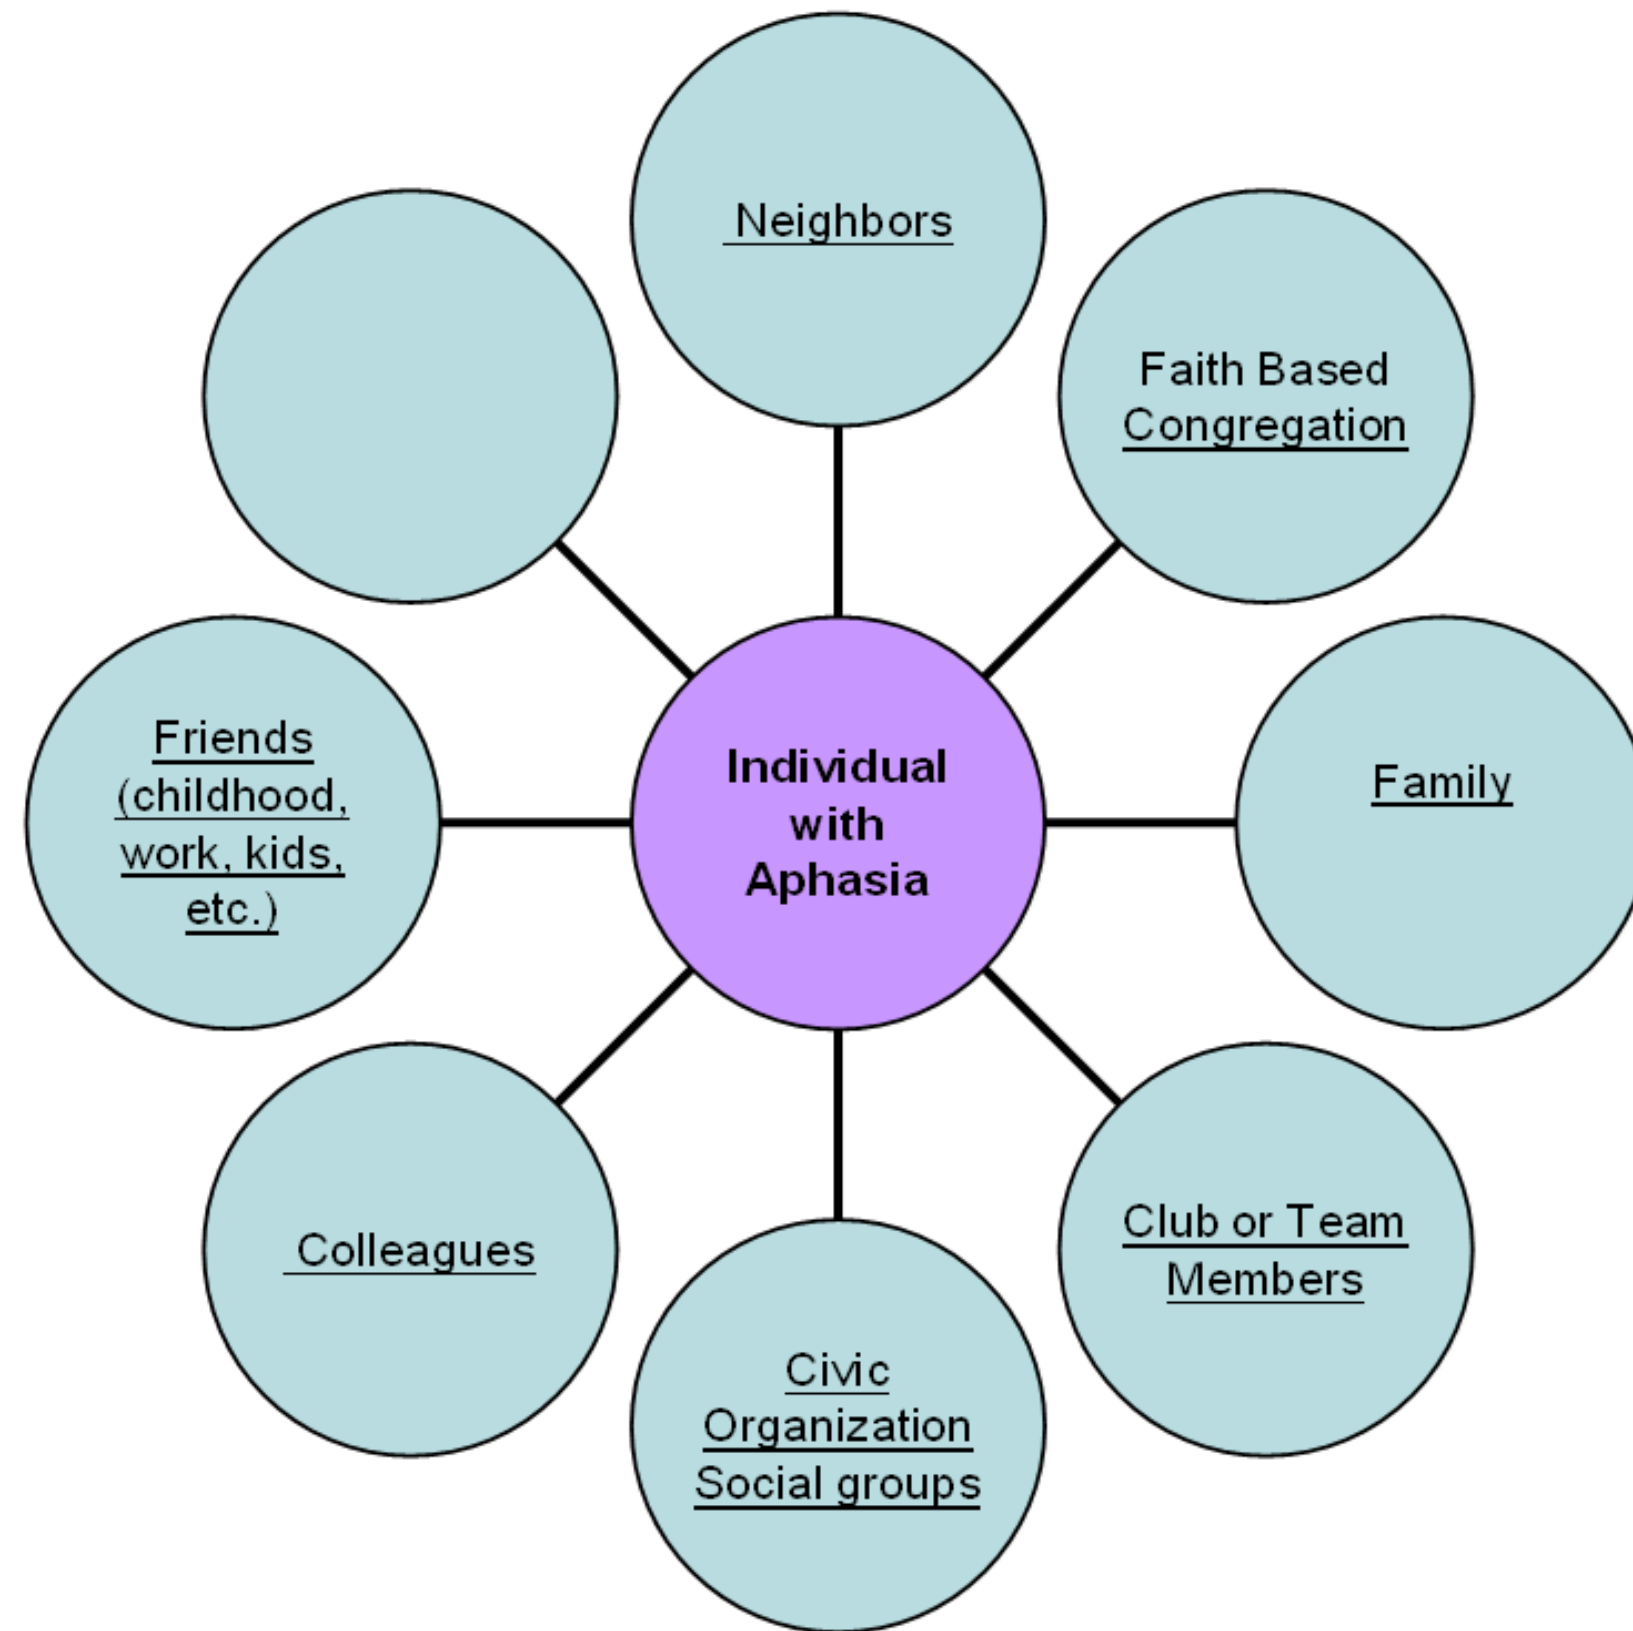 Neighbors
Faith Based
Congregation
Friends
(childhood,
work, kids,
etc.)
Individual
with
Aphasia
Family
Colleagues
Club or Team
Members
Civic
Organization
Social groups